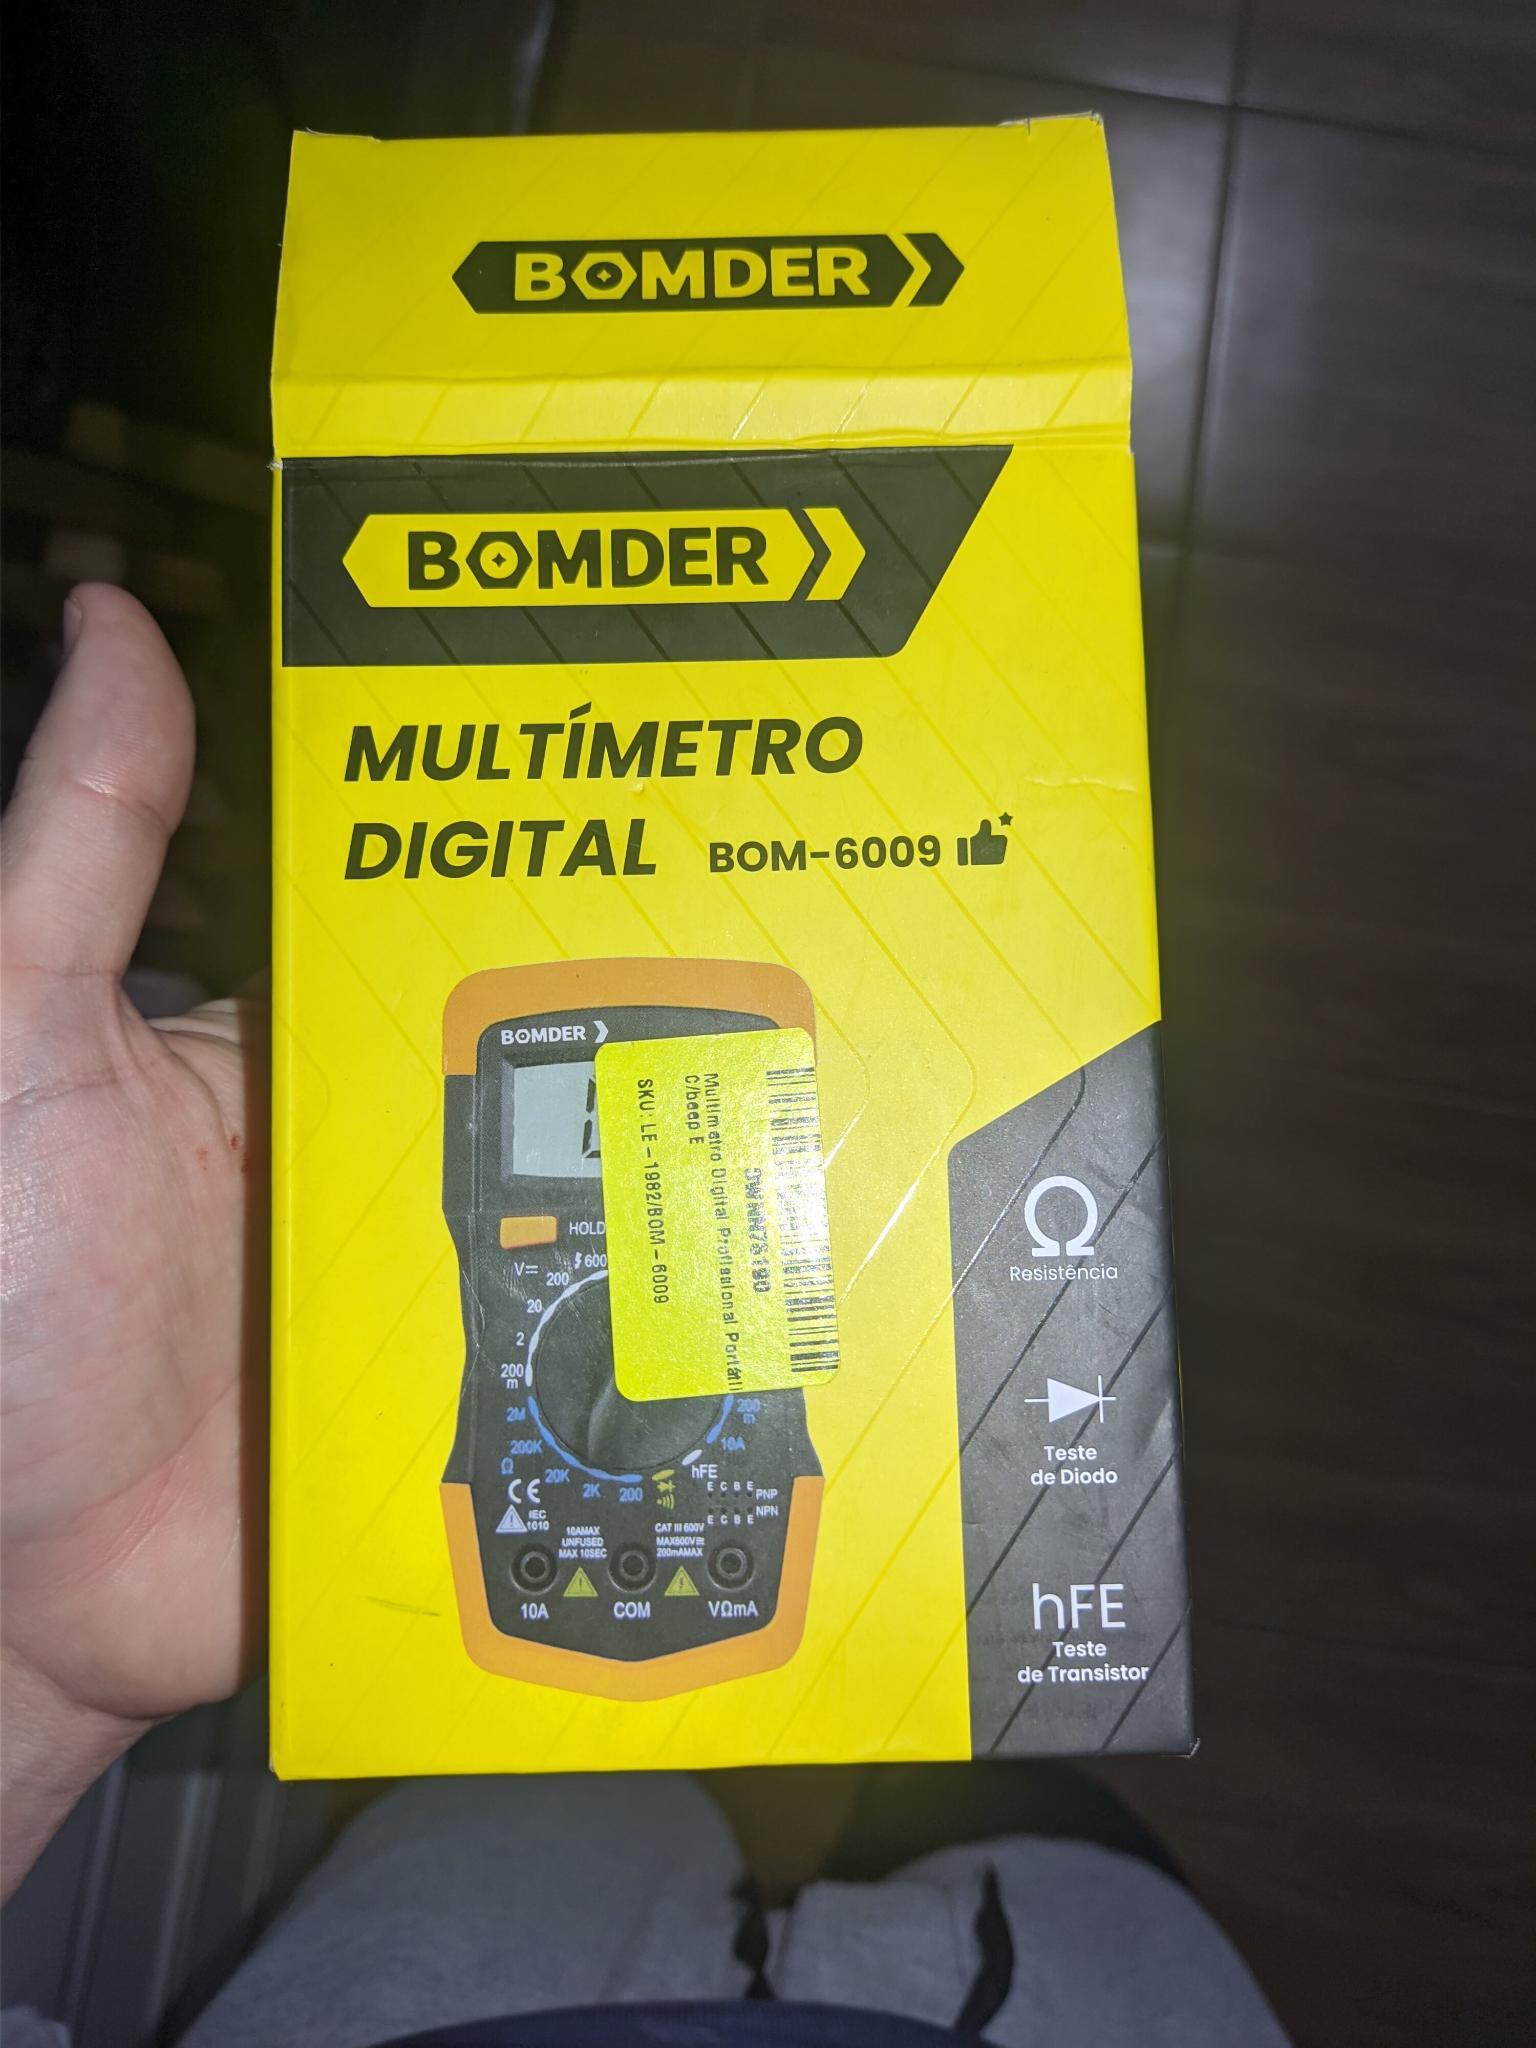 BOMDER
BOMDER
MULTÍMETRO
DIGITAL BOM-6009
BOMDER
Multímetro Digital Profissional Portáti
C/beep E
SKU: LE-1982/BOM-6009
HOLD
V
600
200
20
2
200
m
2M
200K
Ω
20K
2K
200
200
m
10A
hFE
E C B E
PNP
NPN
E C B E
CE
IEC
1010
10AMAX
UNFUSED
MAX 10SEC
CAT III 600V
MAX600V
200mAMAX
10A
COM
VΩmA
Ω
Resistência
Teste
de Diodo
hFE
Teste
de Transistor